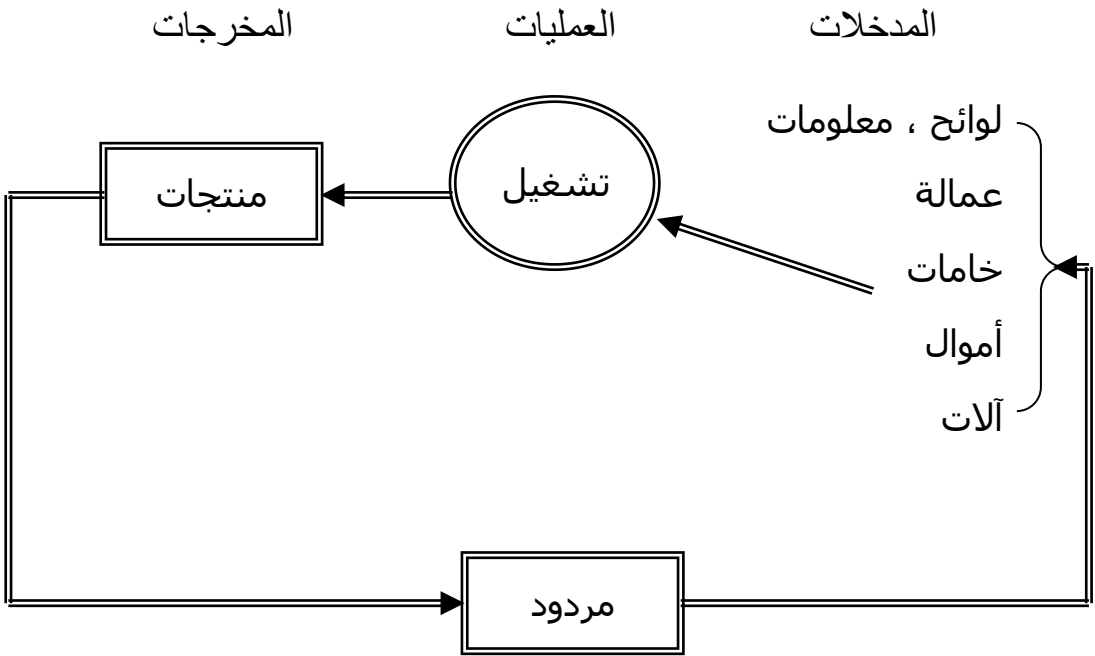 المدخلات العمليات المخرجات
لوائح ، معلومات
عمالة
خامات
أموال
آلات
تشغيل
منتجات
مردود